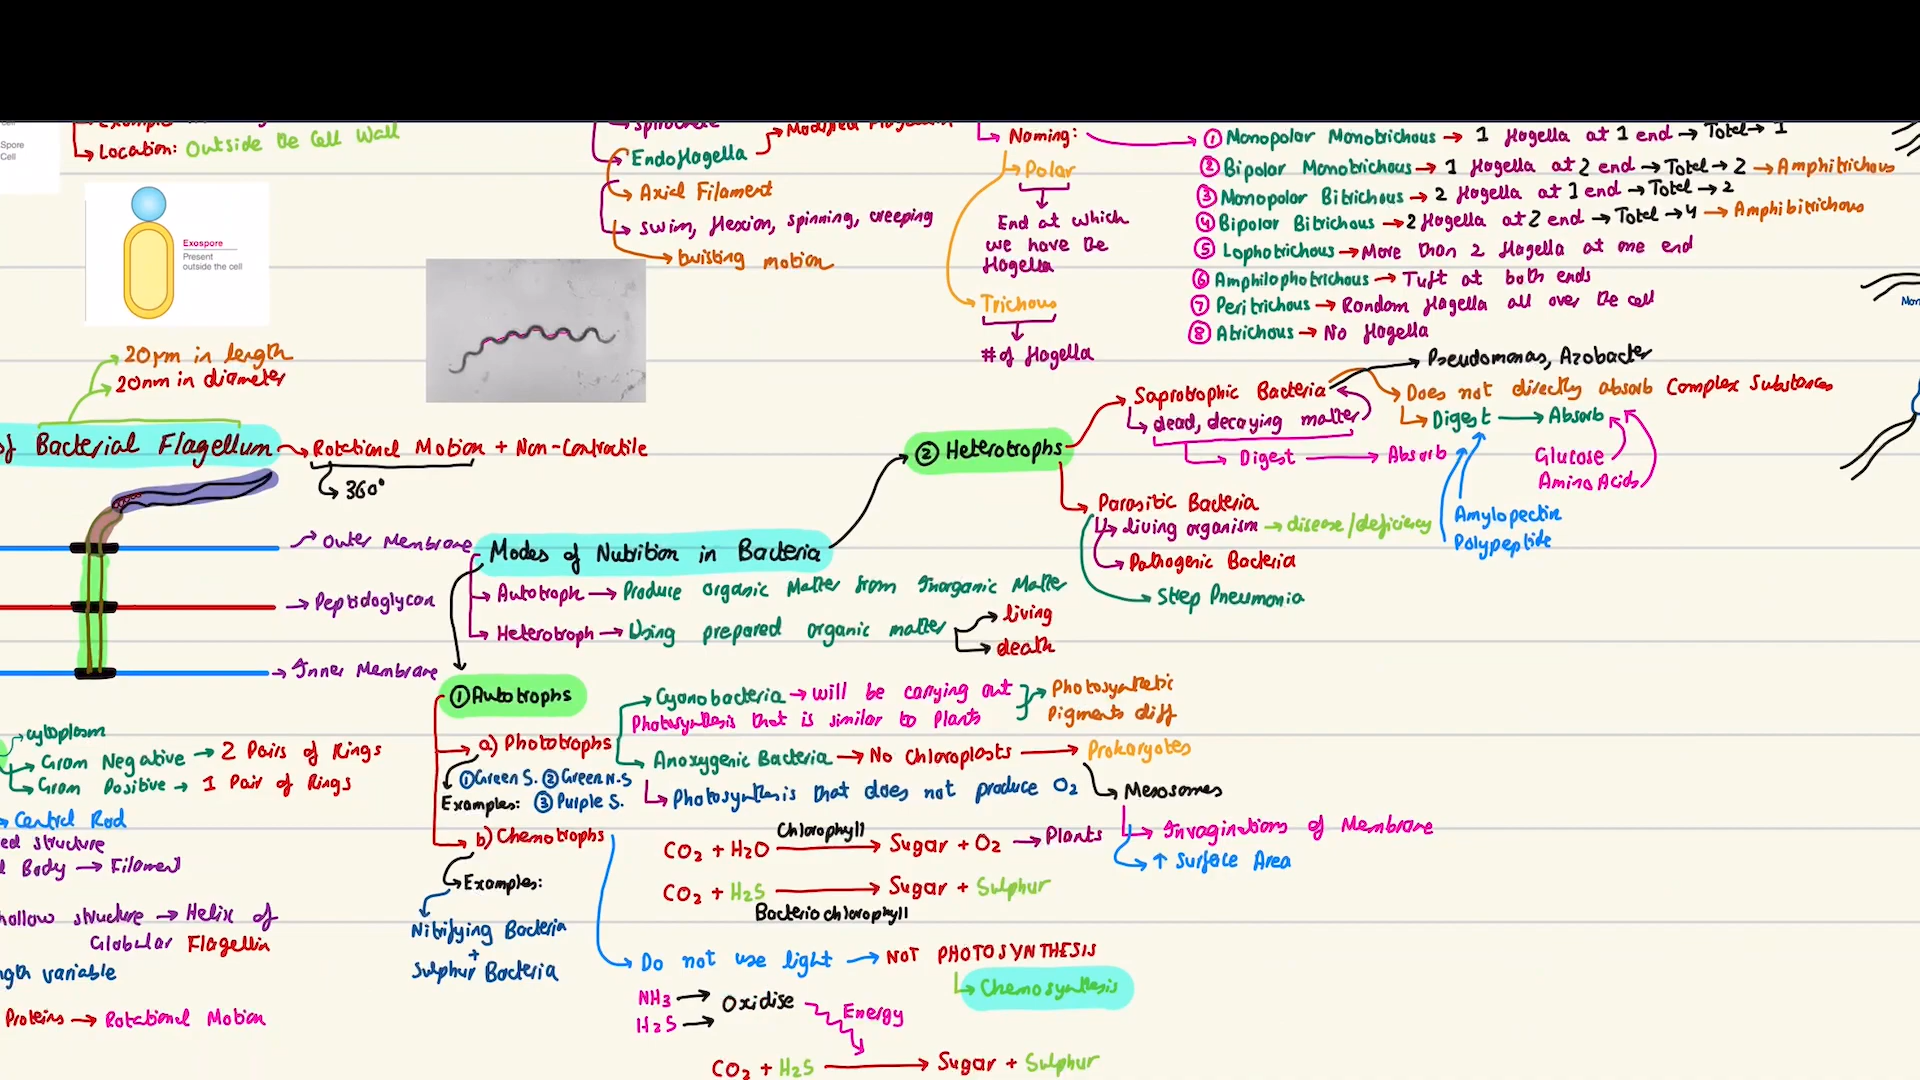 Spore
Cell
Location: Outside the Cell Wall
Exospore
Present
outside the cell
Endoflagella
Axial Filament
swim, flexion, spinning, creeping
twisting motion
Naming:
Polar
End at which
we have the
flagella
Trichous
# of flagella
① Monopolar Monotrichous → 1 flagella at 1 end → Total → 1
② Bipolar Monotrichous → 1 flagella at 2 end → Total → 2 → Amphitrichous
③ Monopolar Bitrichous → 2 flagella at 1 end → Total → 2
④ Bipolar Bitrichous → 2 flagella at 2 end → Total → 4 → Amphibitrichous
⑤ Lophotrichous → More than 2 flagella at one end
⑥ Amphilophotrichous → Tuft at both ends
⑦ Peritrichous → Random flagella all over the cell
⑧ Atrichous → No flagella
20μm in length
20nm in diameter
of Bacterial Flagellum → Rotational Motion + Non-Contractile
360°
Outer Membrane
Peptidoglycan
Inner Membrane
② Heterotrophs
Saprotrophic Bacteria
Pseudomonas, Azobacter
dead, decaying matter
Digest → Absorb
Does not directly absorb Complex Substances
Digest → Absorb
Glucose
Amino Acids
Amylopectin
Polypeptide
Parasitic Bacteria
living organism → disease/deficiency
Pathogenic Bacteria
Strep Pneumonia
Modes of Nutrition in Bacteria
Autotroph → Produce organic Matter from Inorganic Matter
Heterotroph → Using prepared organic matter
living
death
① Autotrophs
a) Phototrophs
① Green S. ② Green N.S
Examples: ③ Purple S.
b) Chemotrophs
Examples:
Nitrifying Bacteria
+
Sulphur Bacteria
Cyanobacteria → will be carrying out
Photosynthesis that is similar to Plants
Photosynthetic
Pigments diff
Anoxygenic Bacteria → No Chloroplasts → Prokaryotes
Photosynthesis that does not produce O2
Mesosomes
Invaginations of Membrane
↑ Surface Area
Chlorophyll
CO2 + H2O → Sugar + O2 → Plants
CO2 + H2S → Sugar + Sulphur
Bacteriochlorophyll
Do not use light → NOT PHOTOSYNTHESIS
Chemosynthesis
NH3 → Oxidise
H2S →
Energy
CO2 + H2S → Sugar + Sulphur
cytoplasm
Gram Negative → 2 Pairs of Rings
Gram Positive → 1 Pair of Rings
Central Rod
structure
Body → Filament
hollow structure → Helix of
Globular Flagellin
variable
Proteins → Rotational Motion